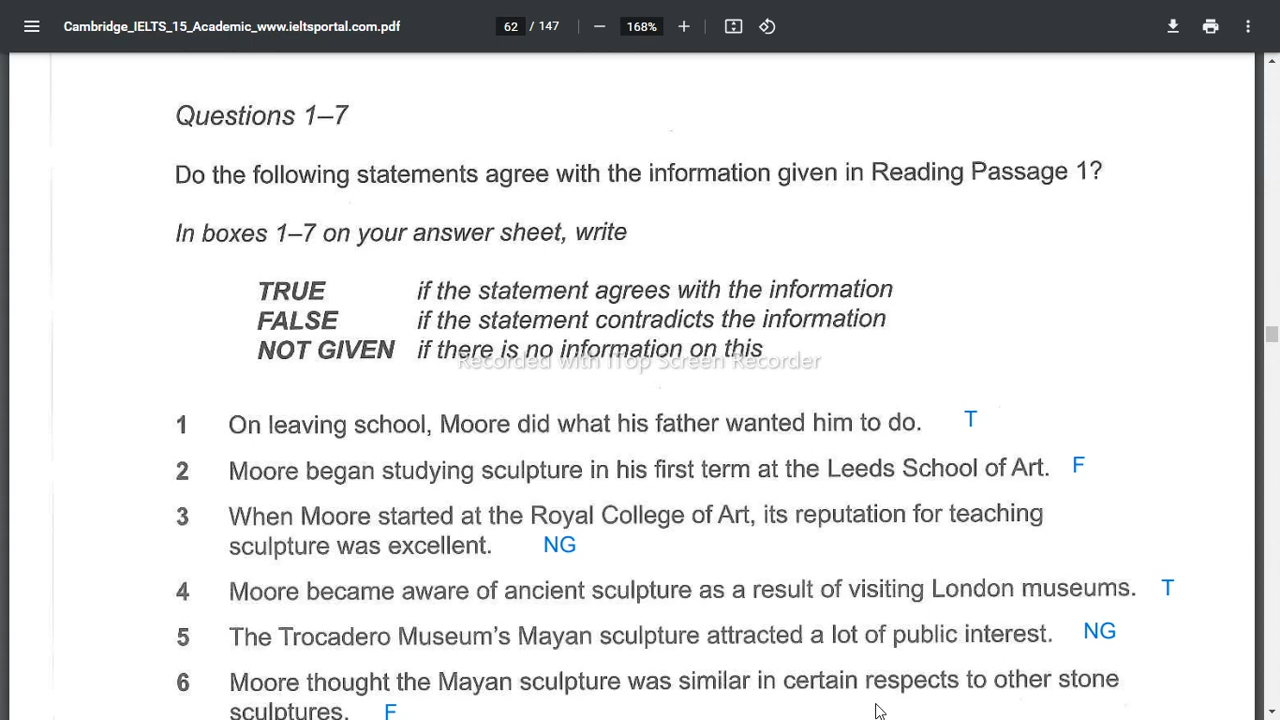 Cambridge_IELTS_15_Academic_www.ieltsportal.com.pdf 62 / 147 168%
Questions 1–7
Do the following statements agree with the information given in Reading Passage 1?
In boxes 1–7 on your answer sheet, write
TRUE if the statement agrees with the information
FALSE if the statement contradicts the information
NOT GIVEN if there is no information on this
Recorded with iTop Screen Recorder
1 On leaving school, Moore did what his father wanted him to do. T
2 Moore began studying sculpture in his first term at the Leeds School of Art. F
3 When Moore started at the Royal College of Art, its reputation for teaching
sculpture was excellent. NG
4 Moore became aware of ancient sculpture as a result of visiting London museums. T
5 The Trocadero Museum's Mayan sculpture attracted a lot of public interest. NG
6 Moore thought the Mayan sculpture was similar in certain respects to other stone
sculptures. F